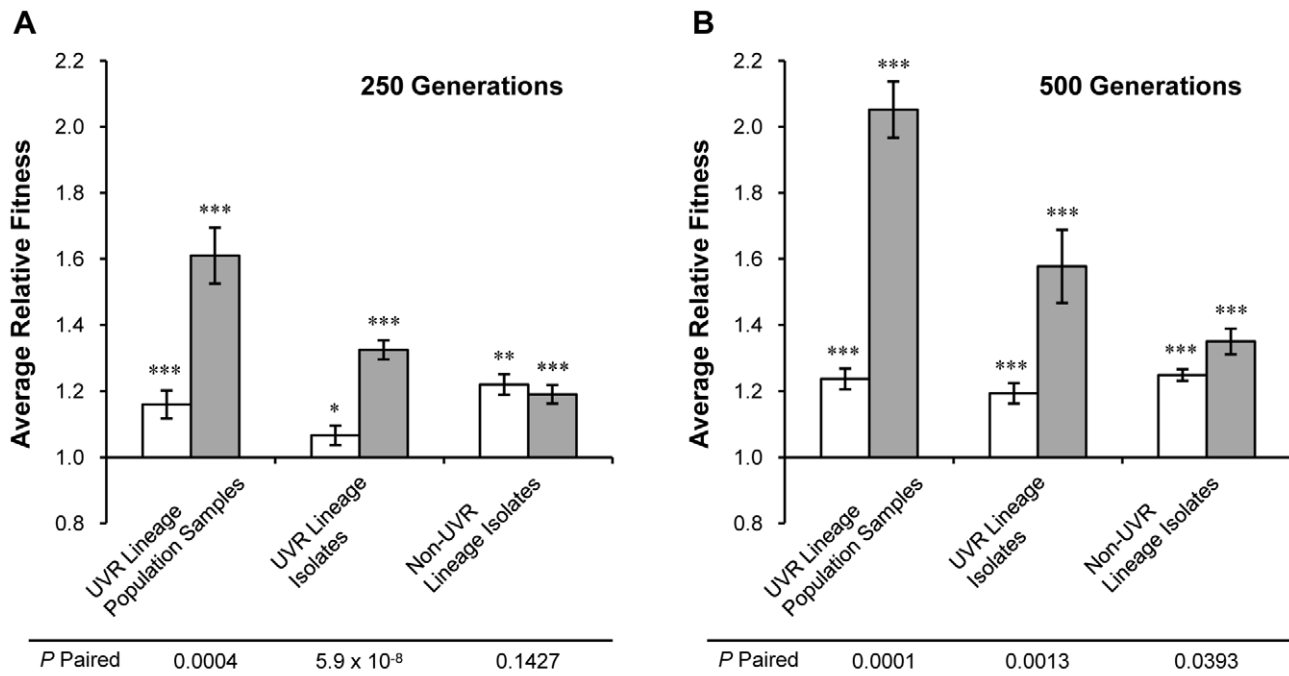 A
Average Relative Fitness
2.2
2.0
1.8
1.6
1.4
1.2
1.0
0.8
250 Generations
***
***
*
***
**
***
UVR Lineage
Population Samples
UVR Lineage
Isolates
Non-UVR
Lineage Isolates
P Paired 0.0004 5.9 x 10⁻⁸ 0.1427
B
Average Relative Fitness
2.2
2.0
1.8
1.6
1.4
1.2
1.0
0.8
500 Generations
***
***
***
***
***
***
UVR Lineage
Population Samples
UVR Lineage
Isolates
Non-UVR
Lineage Isolates
P Paired 0.0001 0.0013 0.0393